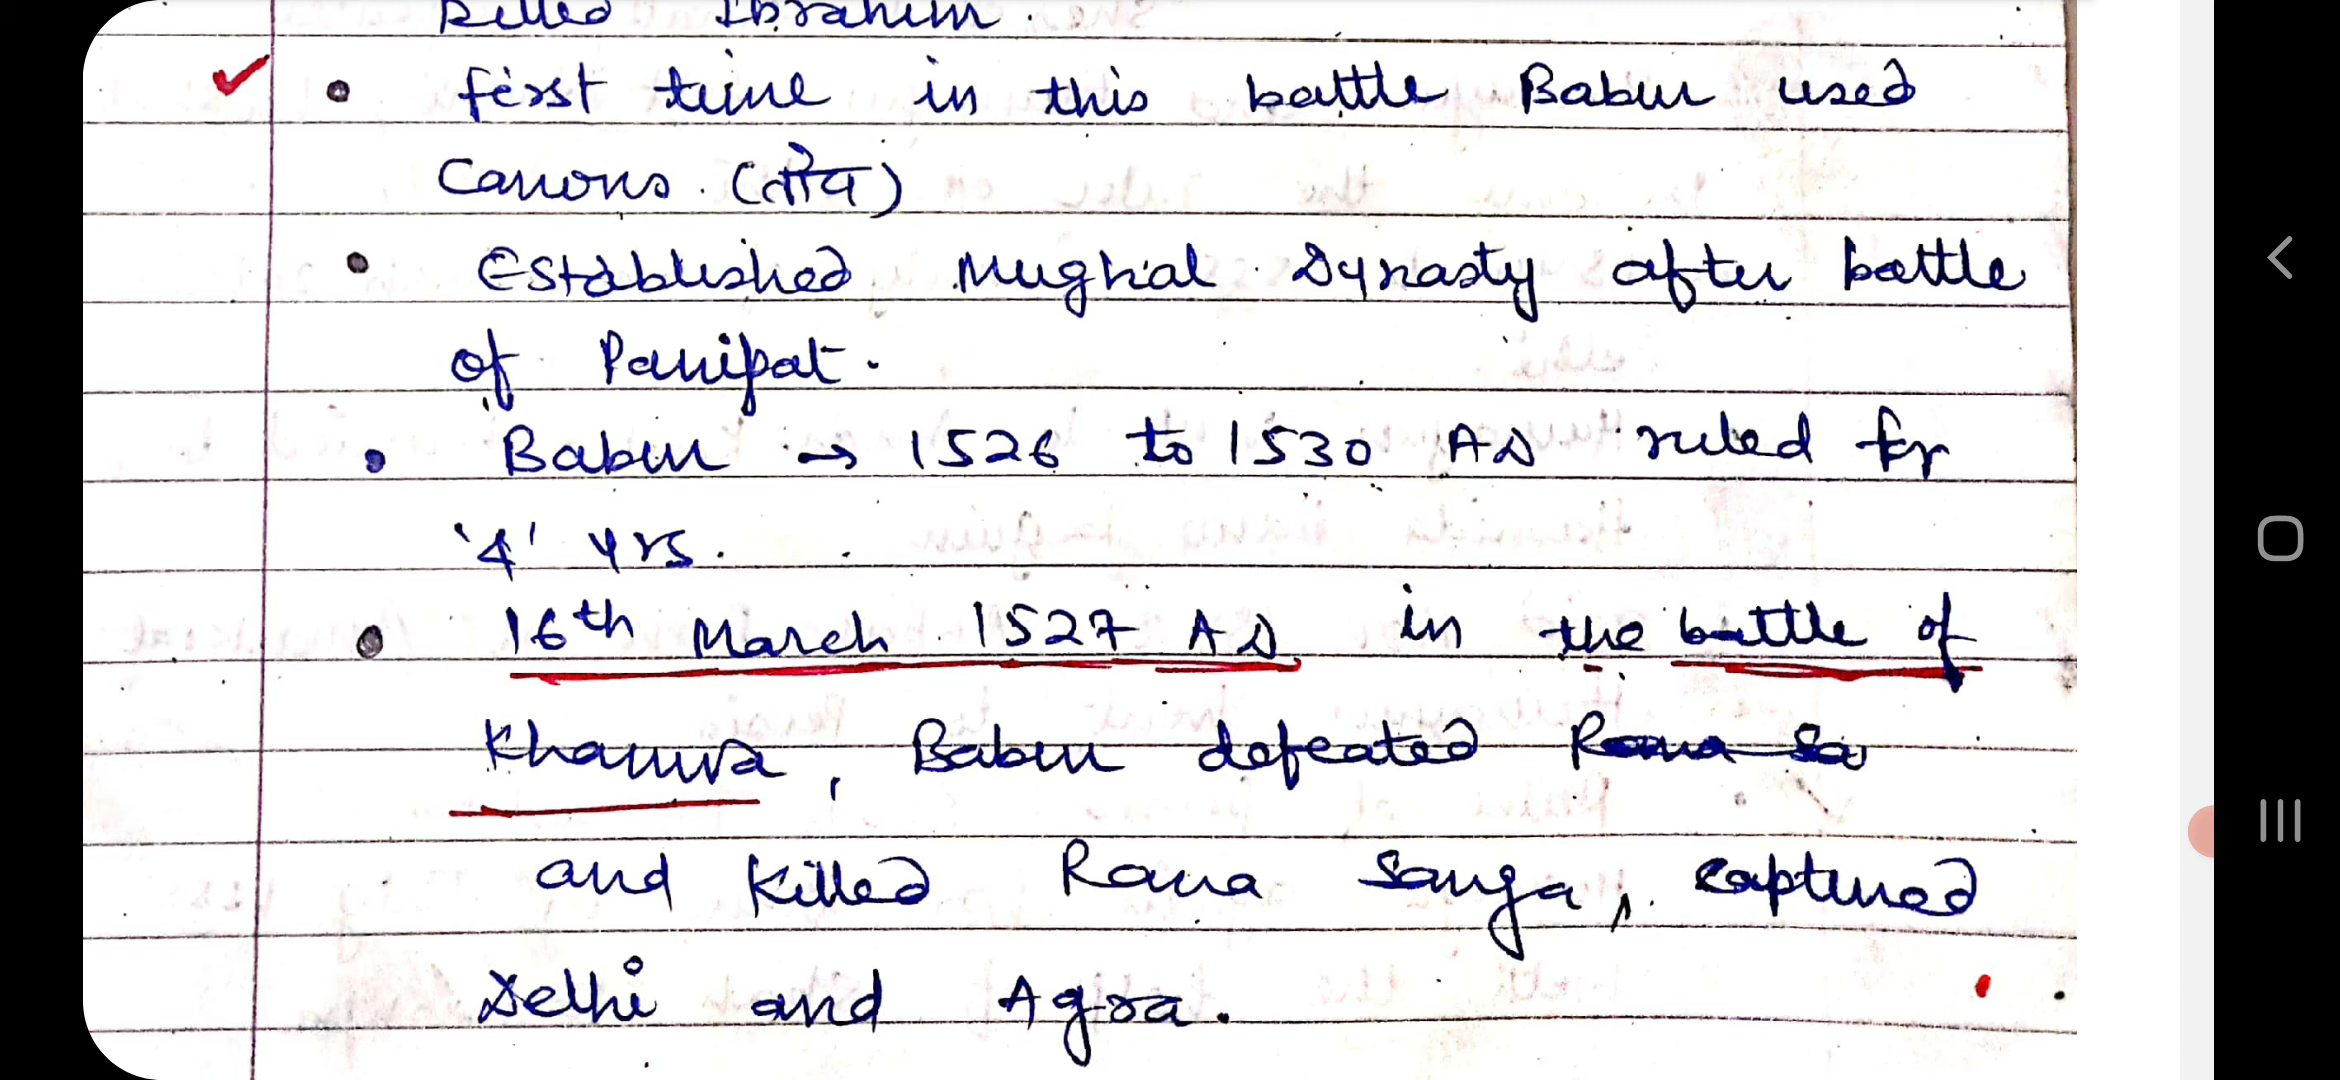 killed Ibrahim.
first time in this battle Babur used
Canons. (तोप)
Established Mughal Dynasty after battle
of Panipat.
Babur → 1526 to 1530 AD ruled for
'4' yrs.
16th March 1527 AD in the battle of
Khanwa, Babur defeated Rana Sa
and killed Rana Sanga, captured
Delhi and Agra.